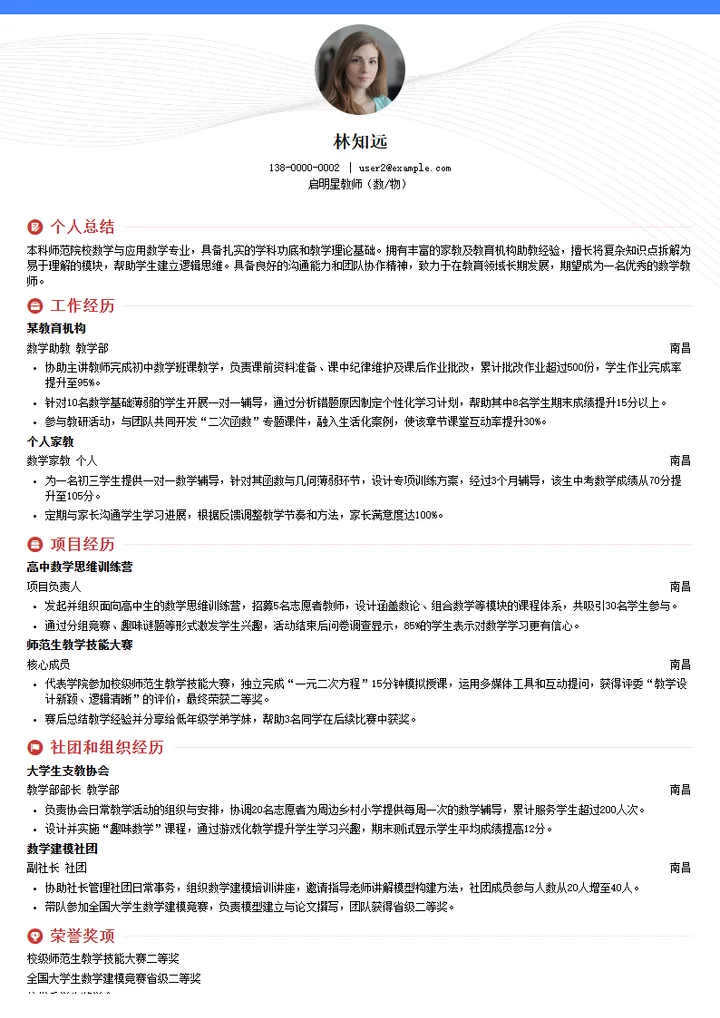 林知远
138-0000-0002 | user2@example.com
启明星教师（数/物）
个人总结
本科师范院校数学与应用数学专业，具备扎实的学科功底和教学理论基础。拥有丰富的家教及教育机构助教经验，擅长将复杂知识点拆解为
易于理解的模块，帮助学生建立逻辑思维。具备良好的沟通能力和团队协作精神，致力于在教育领域长期发展，期望成为一名优秀的数学教
师。
工作经历
某教育机构
数学助教 教学部 南昌
• 协助主讲教师完成初中数学班课教学，负责课前资料准备、课中纪律维护及课后作业批改，累计批改作业超过500份，学生作业完成率
提升至95%。
• 针对10名数学基础薄弱的学生开展一对一辅导，通过分析错题原因制定个性化学习计划，帮助其中8名学生期末成绩提升15分以上。
• 参与教研活动，与团队共同开发“二次函数”专题课件，融入生活化案例，使该章节课堂互动率提升30%。
个人家教
数学家教 个人 南昌
• 为一名初三学生提供一对一数学辅导，针对其函数与几何薄弱环节，设计专项训练方案，经过3个月辅导，该生中考数学成绩从70分提
升至105分。
• 定期与家长沟通学生学习进展，根据反馈调整教学节奏和方法，家长满意度达100%。
项目经历
高中数学思维训练营
项目负责人 南昌
• 发起并组织面向高中生的数学思维训练营，招募5名志愿者教师，设计涵盖数论、组合数学等模块的课程体系，共吸引30名学生参与。
• 通过分组竞赛、趣味谜题等形式激发学生兴趣，活动结束后问卷调查显示，85%的学生表示对数学学习更有信心。
师范生教学技能大赛
核心成员 南昌
• 代表学院参加校级师范生教学技能大赛，独立完成“一元二次方程”15分钟模拟授课，运用多媒体工具和互动提问，获得评委“教学设
计新颖、逻辑清晰”的评价，最终荣获二等奖。
• 赛后总结教学经验并分享给低年级学弟学妹，帮助3名同学在后续比赛中获奖。
社团和组织经历
大学生支教协会
教学部部长 教学部 南昌
• 负责协会日常教学活动的组织与安排，协调20名志愿者为周边乡村小学提供每周一次的数学辅导，累计服务学生超过200人次。
• 设计并实施“趣味数学”课程，通过游戏化教学提升学生学习兴趣，期末测试显示学生平均成绩提高12分。
数学建模社团
副社长 社团 南昌
• 协助社长管理社团日常事务，组织数学建模培训讲座，邀请指导老师讲解模型构建方法，社团成员参与人数从20人增至40人。
• 带队参加全国大学生数学建模竞赛，负责模型建立与论文撰写，团队获得省级二等奖。
荣誉奖项
校级师范生教学技能大赛二等奖
全国大学生数学建模竞赛省级二等奖